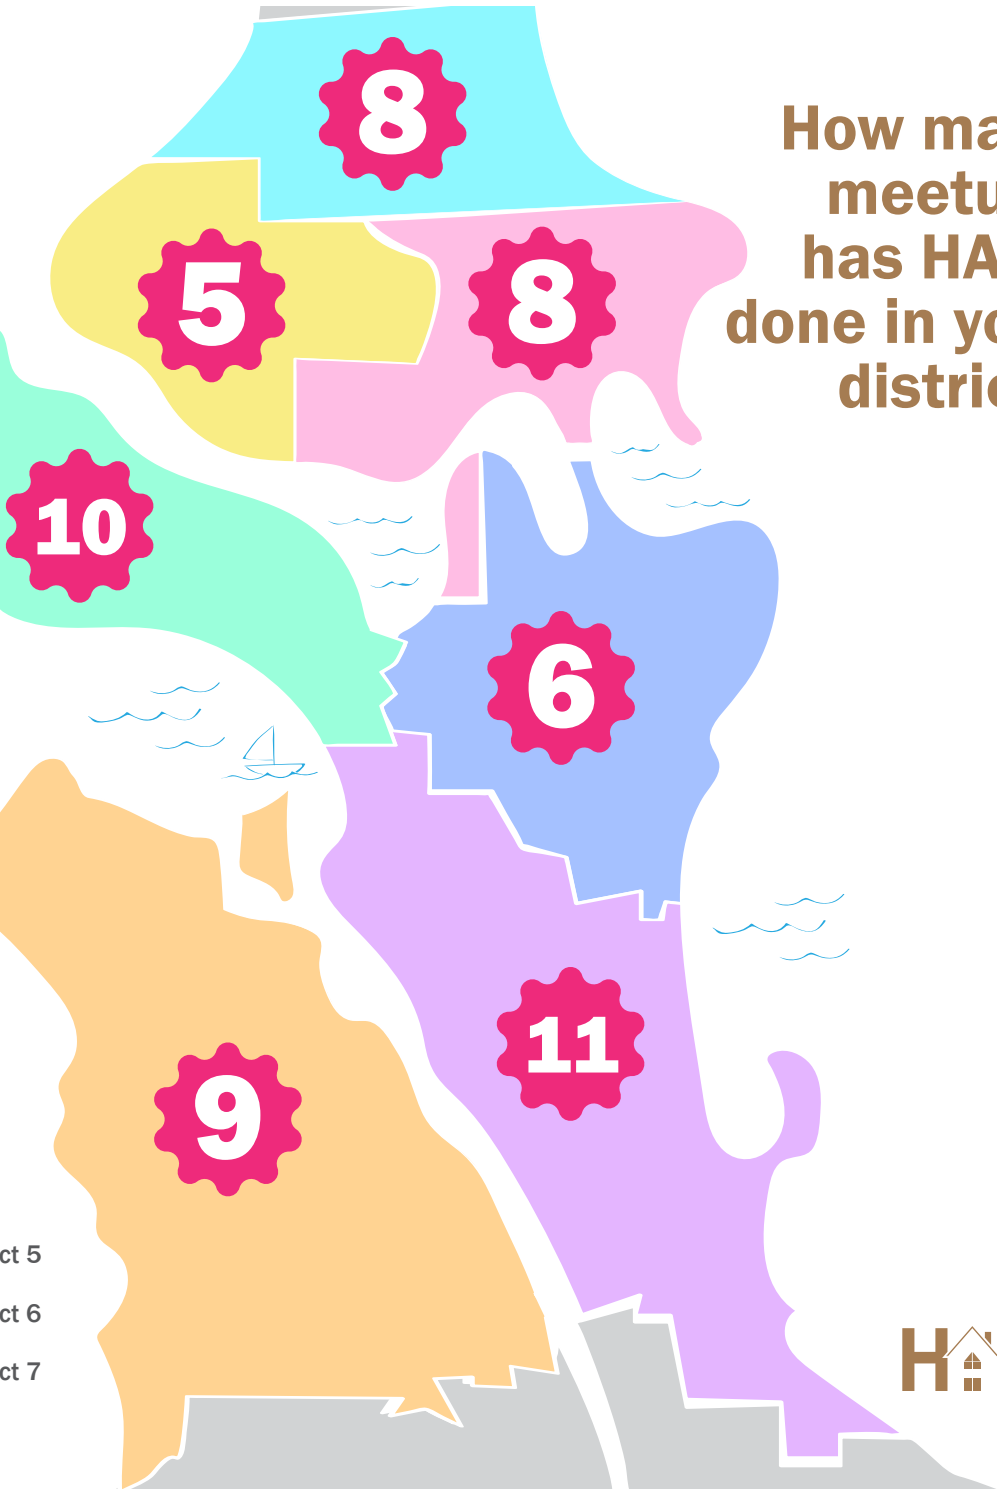 8
How ma
meetu
has HA
done in yo
distric
5
8
10
6
11
9
ct 5
ct 6
ct 7
H